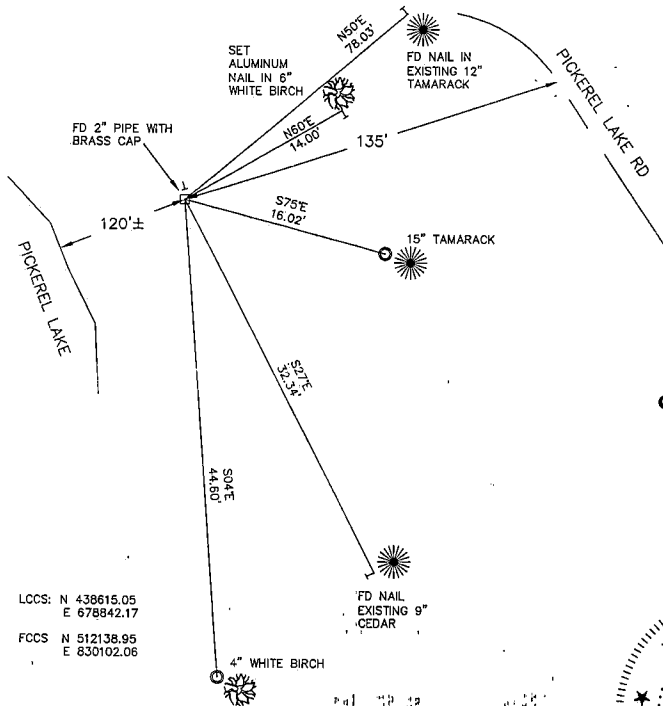 N50°E
78.03'
SET
ALUMINUM
NAIL IN 6"
WHITE BIRCH
FD NAIL IN
EXISTING 12"
TAMARACK
PICKEREL LAKE RD
FD 2" PIPE WITH
BRASS CAP
N60°E
14.00'
135'
120'±
S75°E
16.02'
15" TAMARACK
PICKEREL LAKE
S27°E
32.34'
S04°E
44.60'
LCCS: N 438615.05
E 678842.17
FCCS N 512138.95
E 830102.06
FD NAIL
EXISTING 9"
CEDAR
4" WHITE BIRCH